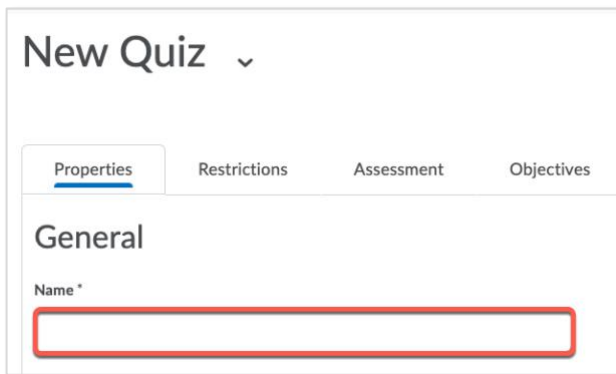 New Quiz
Properties Restrictions Assessment Objectives
General
Name *